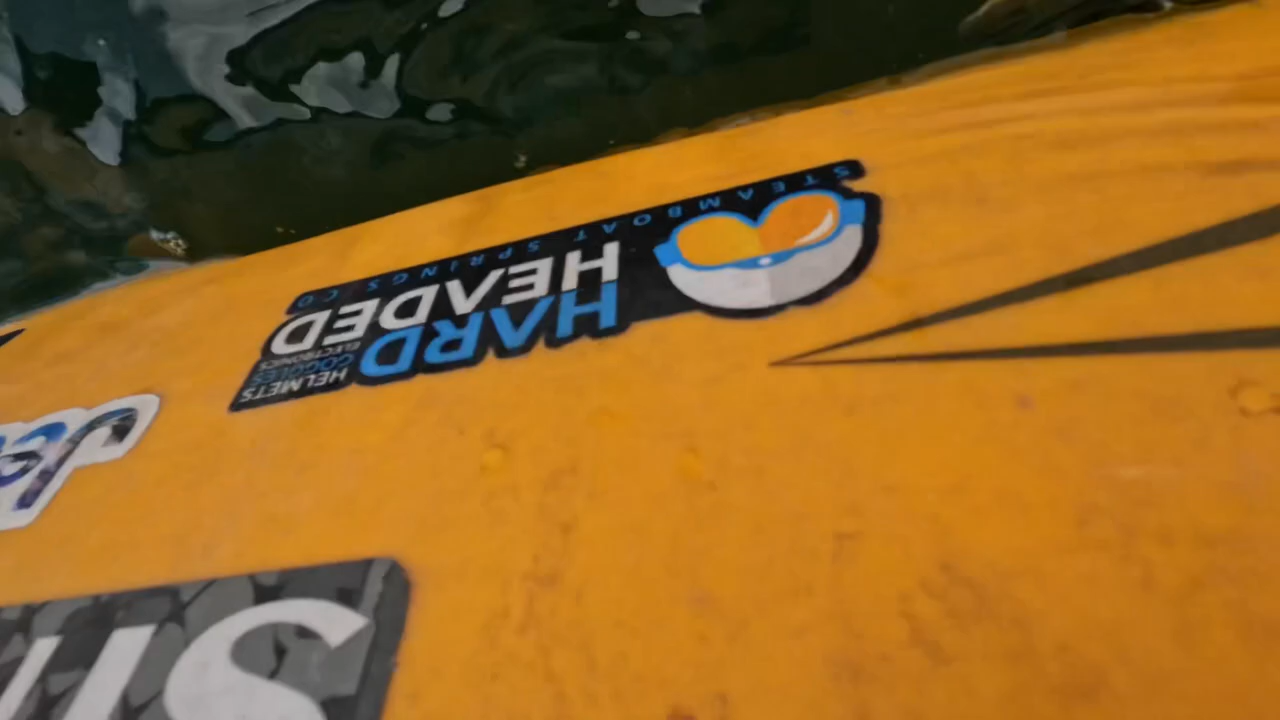 HARD
HELMETS
GOGGLES
ELECTRONICS
HEADED
STEAMBOAT SPRINGS CO